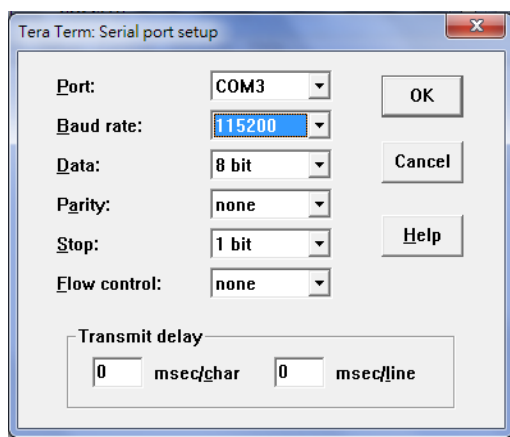 Tera Term: Serial port setup
Port: COM3
OK
Baud rate: 115200
Data: 8 bit
Cancel
Parity: none
Stop: 1 bit
Help
Flow control: none
Transmit delay
0 msec/char 0 msec/line